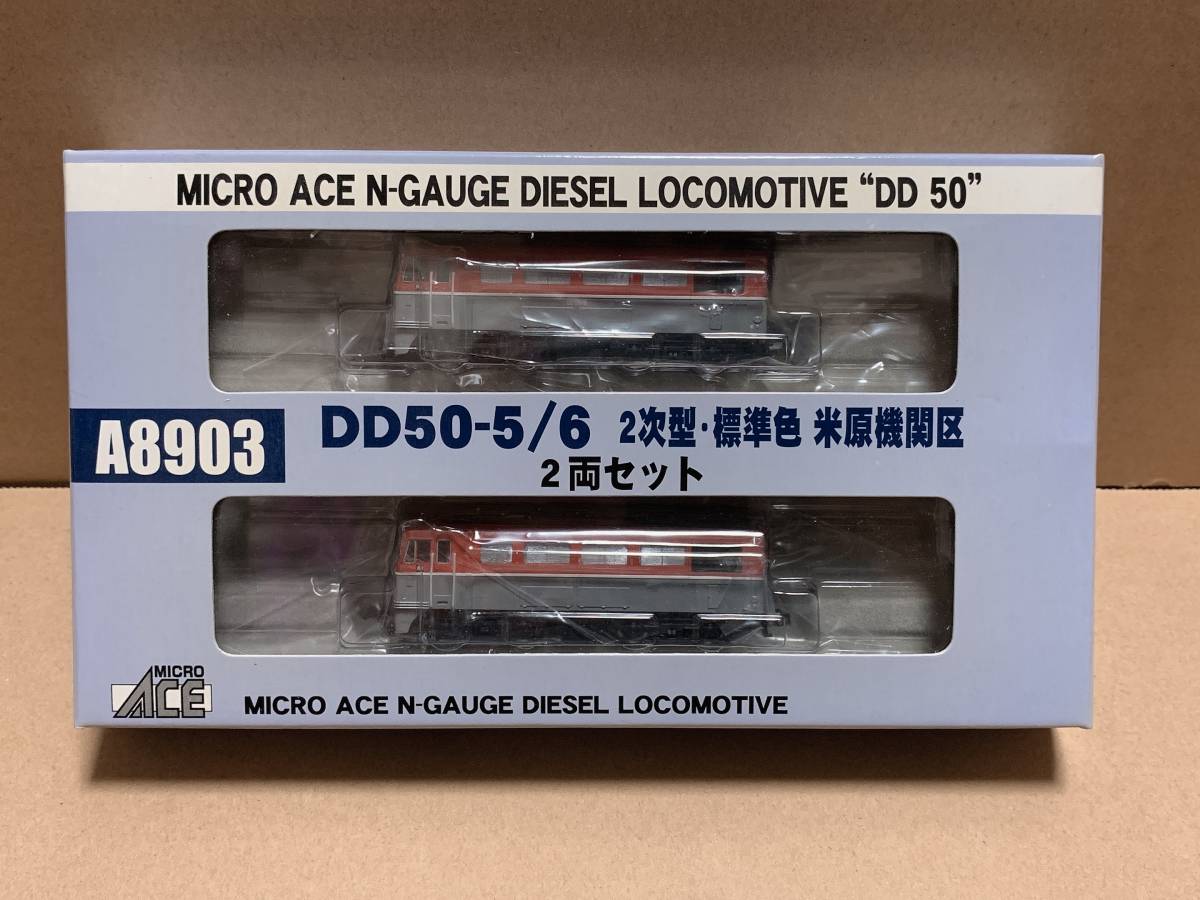 MICRO ACE N-GAUGE DIESEL LOCOMOTIVE “DD 50”
A8903
DD50-5/6 2次型・標準色 米原機関区
2両セット
MICRO
ACE
MICRO ACE N-GAUGE DIESEL LOCOMOTIVE